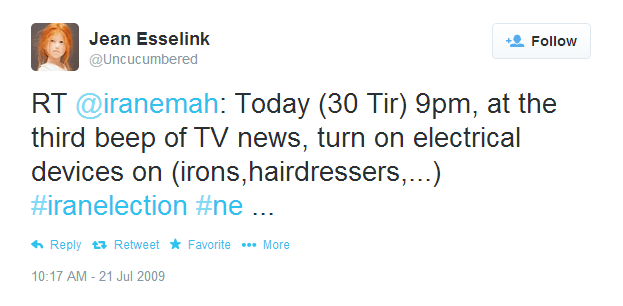 Jean Esselink
@Uncucumbered
Follow
RT @iranemah: Today (30 Tir) 9pm, at the
third beep of TV news, turn on electrical
devices on (irons,hairdressers,...)
#iranelection #ne ...
Reply Retweet Favorite More
10:17 AM - 21 Jul 2009